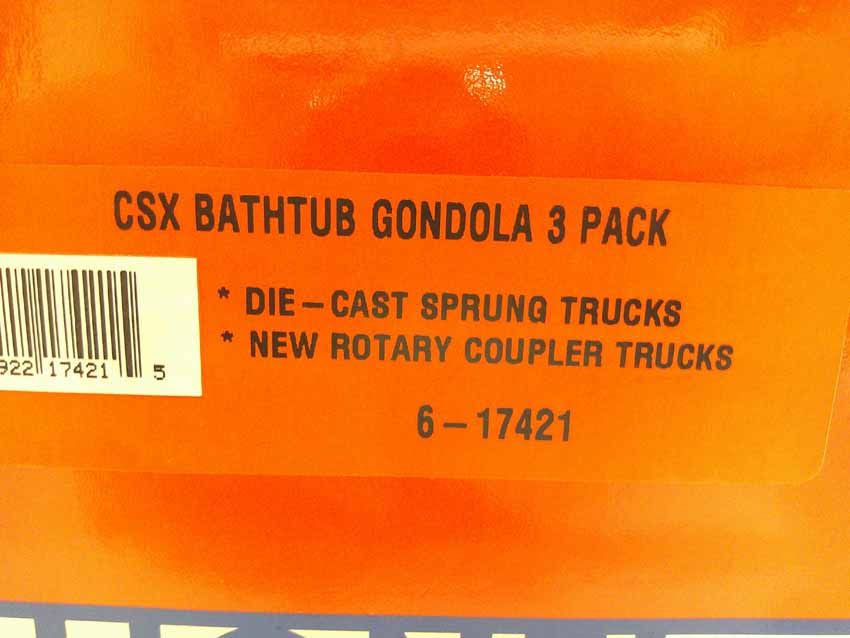 CSX BATHTUB GONDOLA 3 PACK
* DIE-CAST SPRUNG TRUCKS
* NEW ROTARY COUPLER TRUCKS
922 17421 5
6-17421